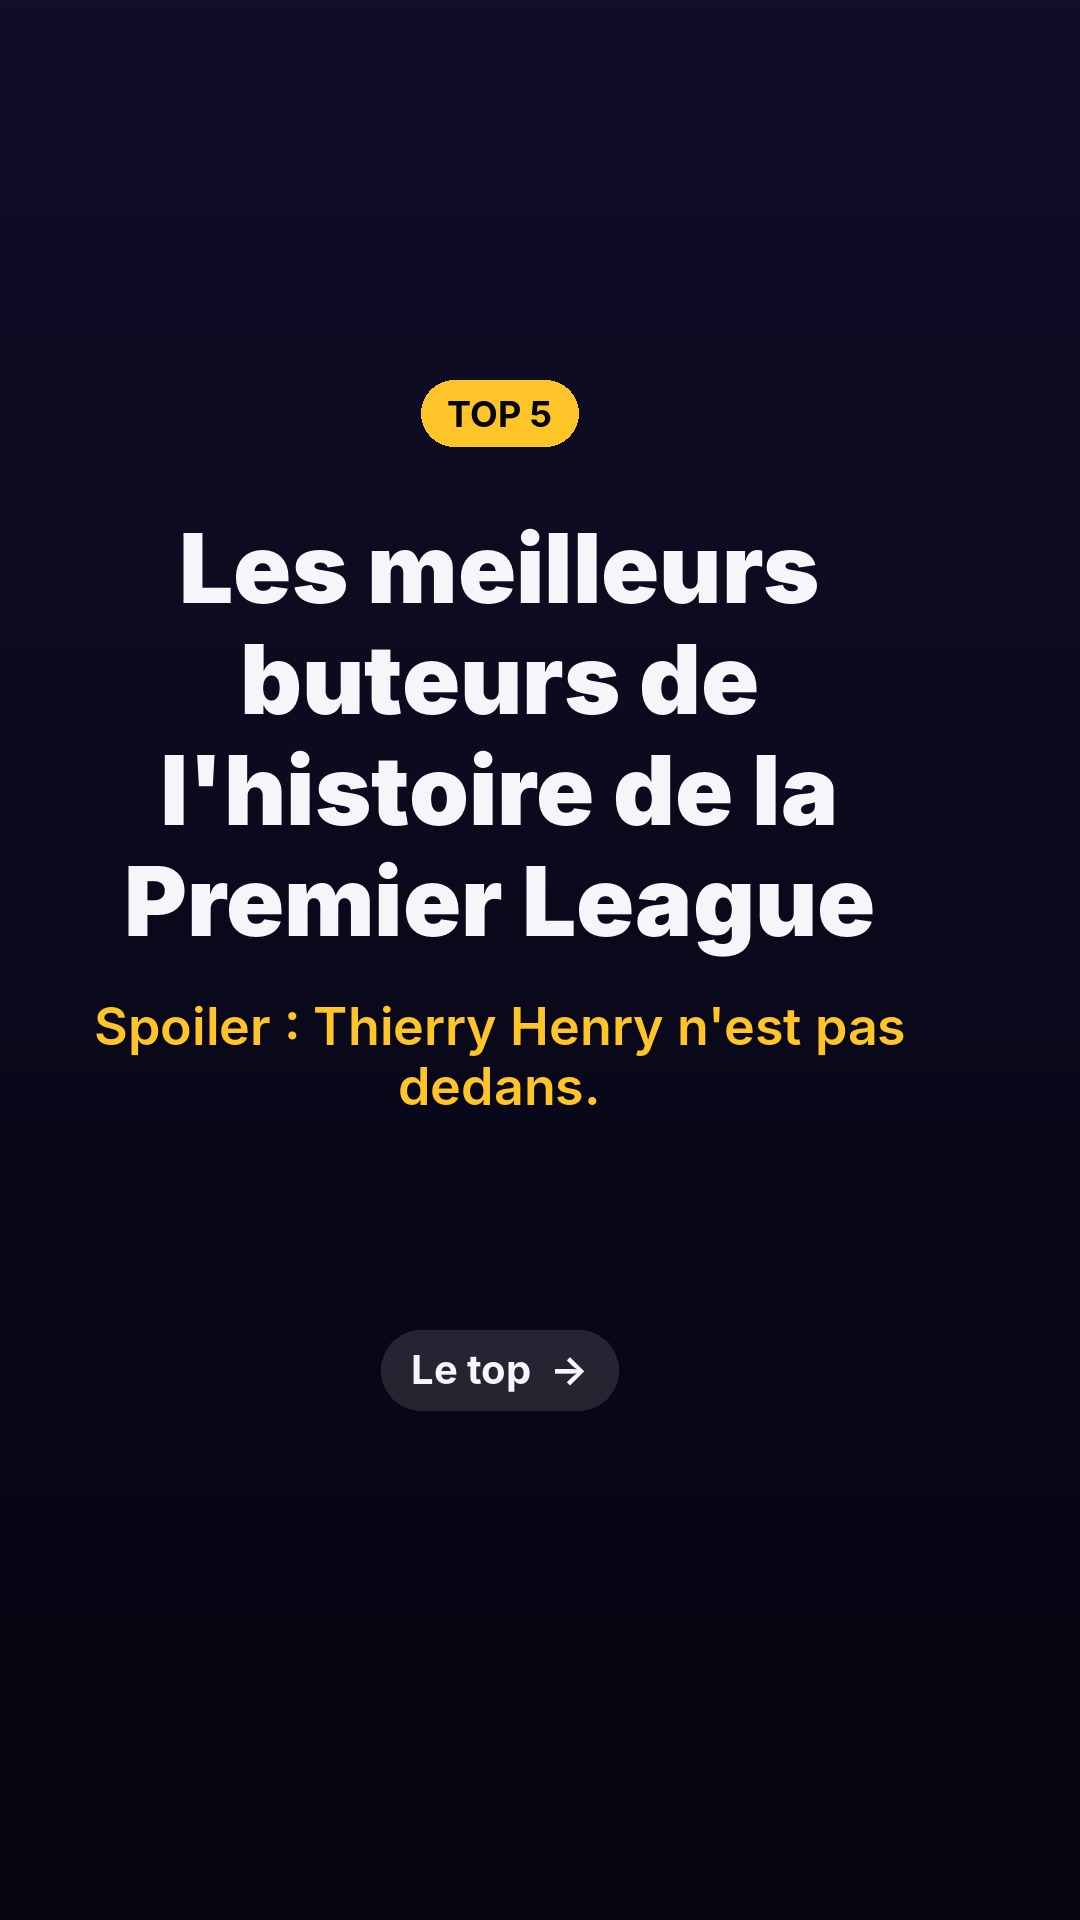 TOP 5
Les meilleurs
buteurs de
l'histoire de la
Premier League
Spoiler : Thierry Henry n'est pas
dedans.
Le top →